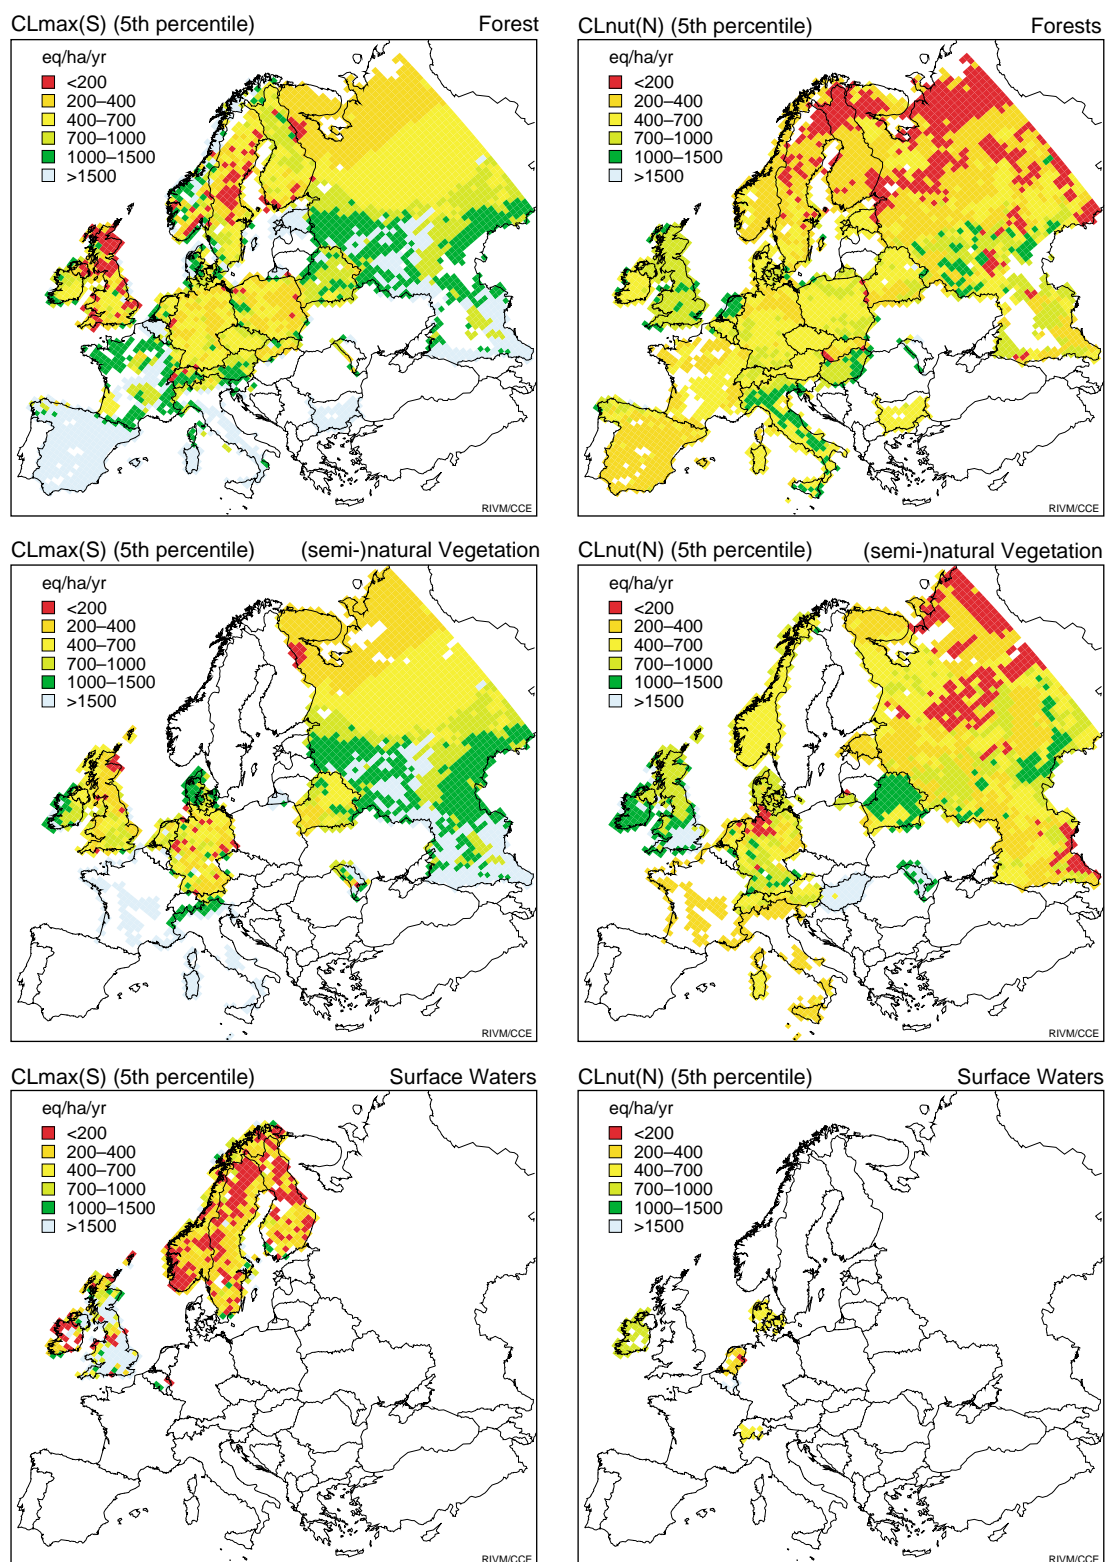 CLmax(S) (5th percentile) Forest
eq/ha/yr
<200
200–400
400–700
700–1000
1000–1500
>1500
RIVM/CCE
CLnut(N) (5th percentile) Forests
eq/ha/yr
<200
200–400
400–700
700–1000
1000–1500
>1500
RIVM/CCE
CLmax(S) (5th percentile) (semi-)natural Vegetation
eq/ha/yr
<200
200–400
400–700
700–1000
1000–1500
>1500
RIVM/CCE
CLnut(N) (5th percentile) (semi-)natural Vegetation
eq/ha/yr
<200
200–400
400–700
700–1000
1000–1500
>1500
RIVM/CCE
CLmax(S) (5th percentile) Surface Waters
eq/ha/yr
<200
200–400
400–700
700–1000
1000–1500
>1500
RIVM/CCE
CLnut(N) (5th percentile) Surface Waters
eq/ha/yr
<200
200–400
400–700
700–1000
1000–1500
>1500
RIVM/CCE